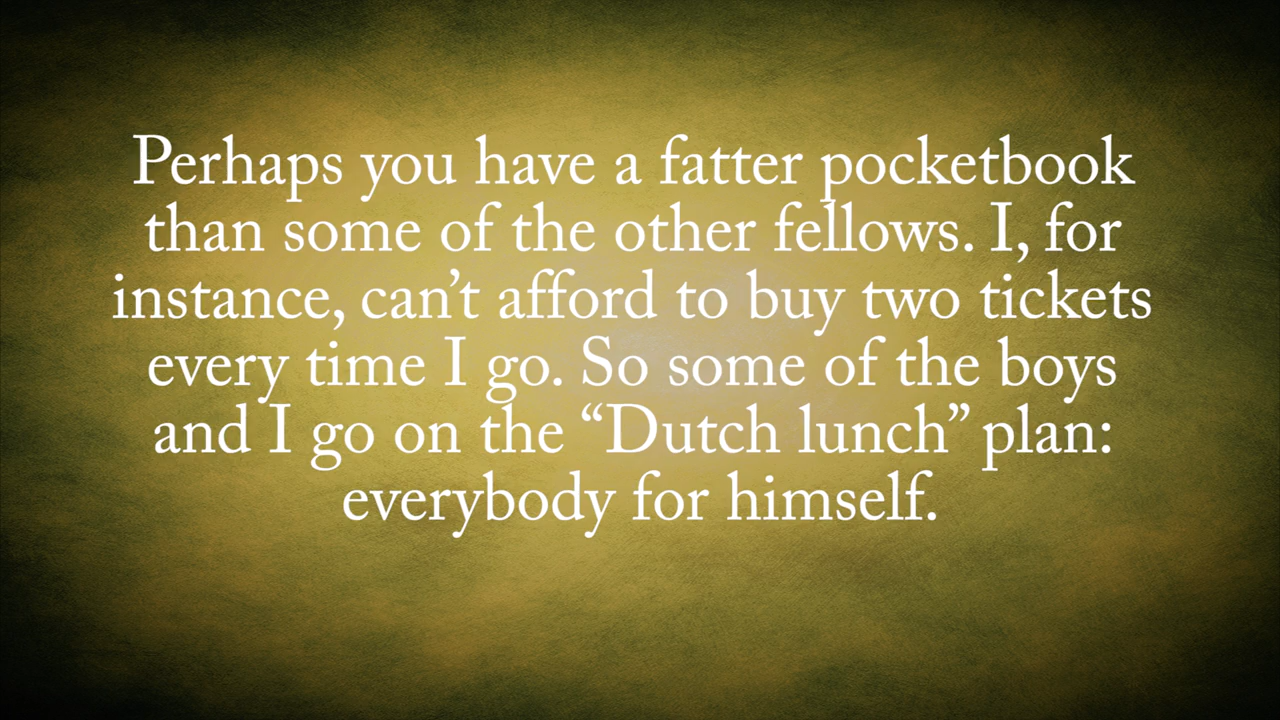 Perhaps you have a fatter pocketbook
than some of the other fellows. I, for
instance, can’t afford to buy two tickets
every time I go. So some of the boys
and I go on the “Dutch lunch” plan:
everybody for himself.